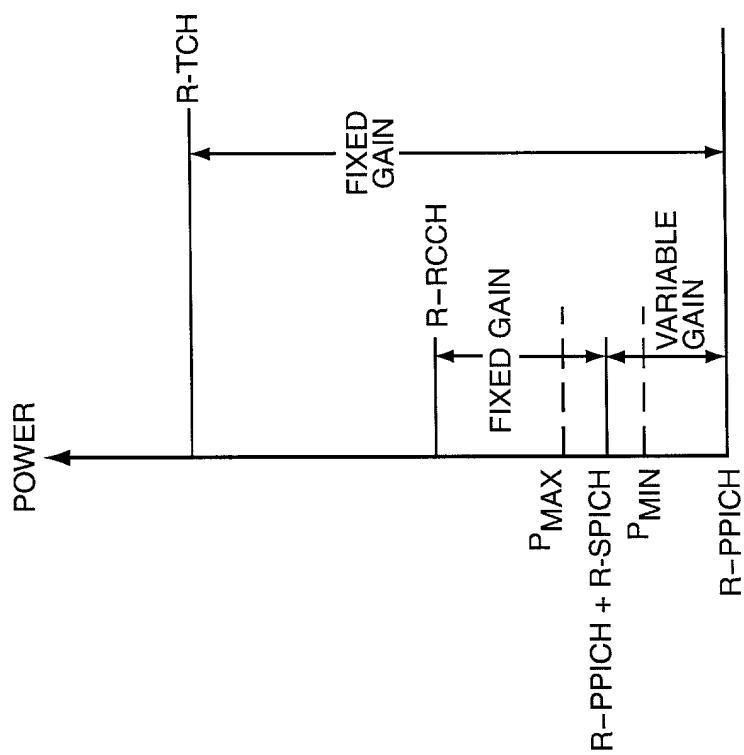 POWER
R-TCH
FIXED
GAIN
R-RCCH
FIXED GAIN
PMAX
R-PPICH + R-SPICH
PMIN
VARIABLE
GAIN
R-PPICH